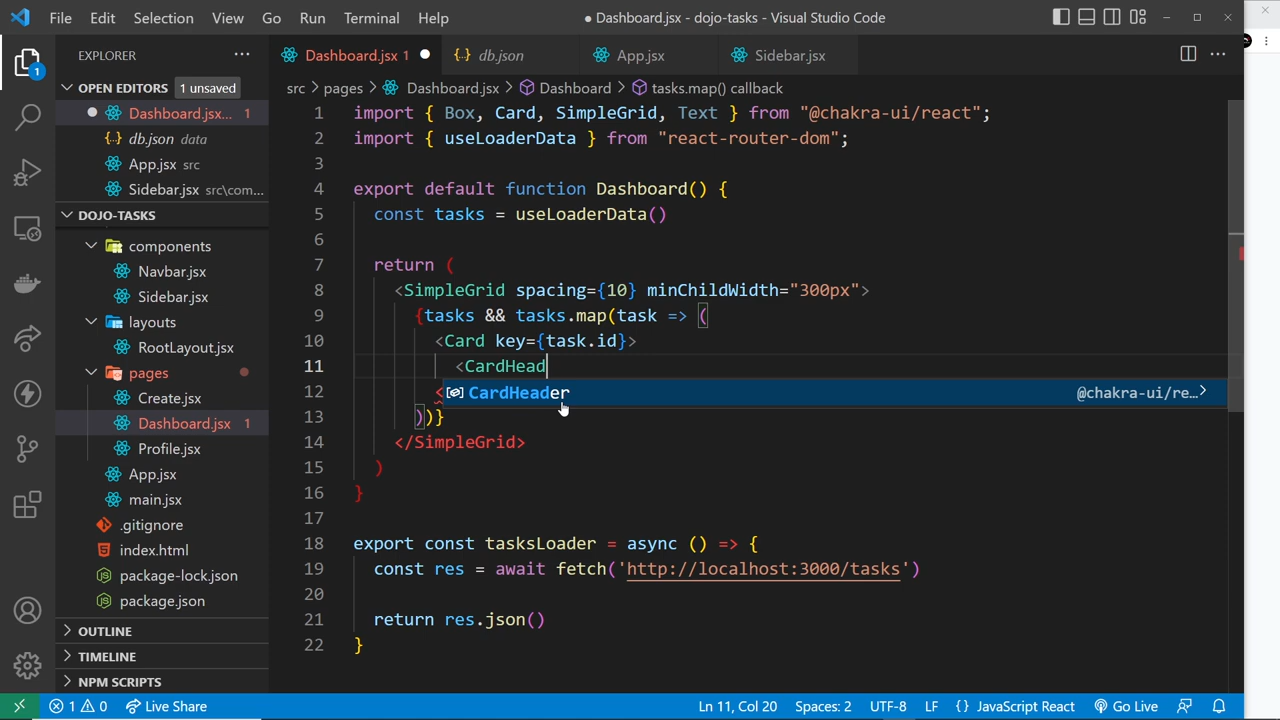 File Edit Selection View Go Run Terminal Help
● Dashboard.jsx - dojo-tasks - Visual Studio Code
EXPLORER
Dashboard.jsx 1 ●
db.json
App.jsx
Sidebar.jsx
OPEN EDITORS 1 unsaved
src > pages > Dashboard.jsx > Dashboard > tasks.map() callback
Dashboard.jsx... 1
db.json data
App.jsx src
Sidebar.jsx src\com...
DOJO-TASKS
components
Navbar.jsx
Sidebar.jsx
layouts
RootLayout.jsx
pages
Create.jsx
Dashboard.jsx 1
Profile.jsx
App.jsx
main.jsx
.gitignore
index.html
package-lock.json
package.json
OUTLINE
TIMELINE
NPM SCRIPTS
1
1 import { Box, Card, SimpleGrid, Text } from "@chakra-ui/react";
2 import { useLoaderData } from "react-router-dom";
3
4 export default function Dashboard() {
5 const tasks = useLoaderData()
6
7 return (
8 <SimpleGrid spacing={10} minChildWidth="300px">
9 {tasks && tasks.map(task => (
10 <Card key={task.id}>
11 <CardHead
12 <
CardHeader @chakra-ui/re...
13 ))}
14 </SimpleGrid>
15 )
16 }
17
18 export const tasksLoader = async () => {
19 const res = await fetch('http://localhost:3000/tasks')
20
21 return res.json()
22 }
1 0 Live Share
Ln 11, Col 20 Spaces: 2 UTF-8 LF {} JavaScript React Go Live